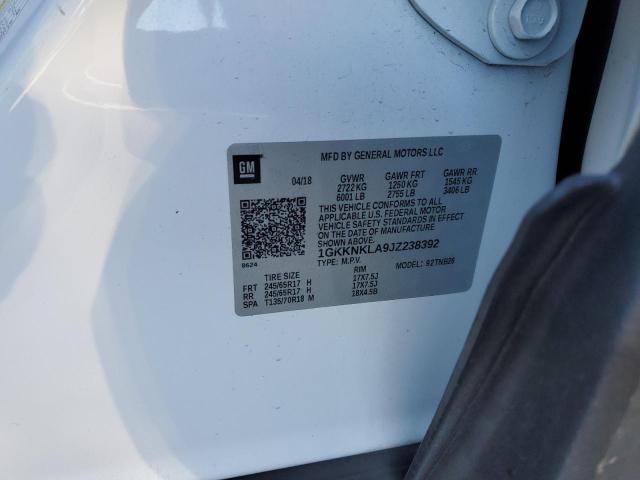 MFD BY GENERAL MOTORS LLC
GM
04/18 GVWR GAWR FRT GAWR RR
2722 KG 1250 KG 1545 KG
6001 LB 2755 LB 3406 LB
THIS VEHICLE CONFORMS TO ALL
APPLICABLE U.S. FEDERAL MOTOR
VEHICLE SAFETY STANDARDS IN EFFECT
ON THE DATE OF MANUFACTURE
SHOWN ABOVE.
1GKKNKLA9JZ238392
8624 TYPE: M.P.V. MODEL: 92TNB26
TIRE SIZE RIM
FRT 245/65R17 H 17X7.5J
RR 245/65R17 H 17X7.5J
SPA T135/70R18 M 18X4.5B